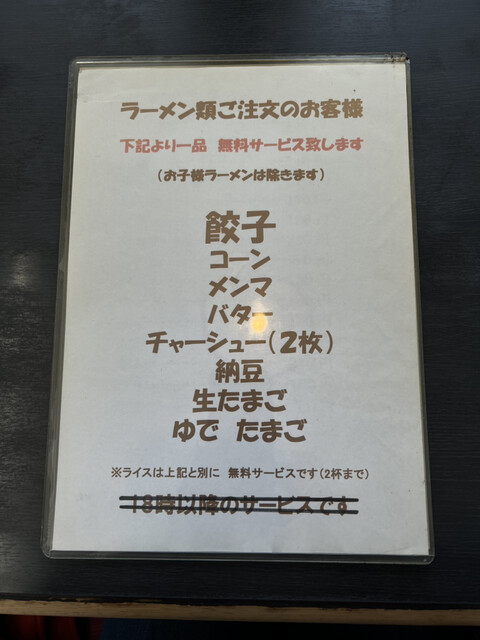 ラーメン類ご注文のお客様
下記より一品 無料サービス致します
(お子様ラーメンは除きます)
餃子
コーン
メンマ
バター
チャーシュー(2枚)
納豆
生たまご
ゆで たまご
※ライスは上記と別に 無料サービスです(2杯まで)
18時以降のサービスです